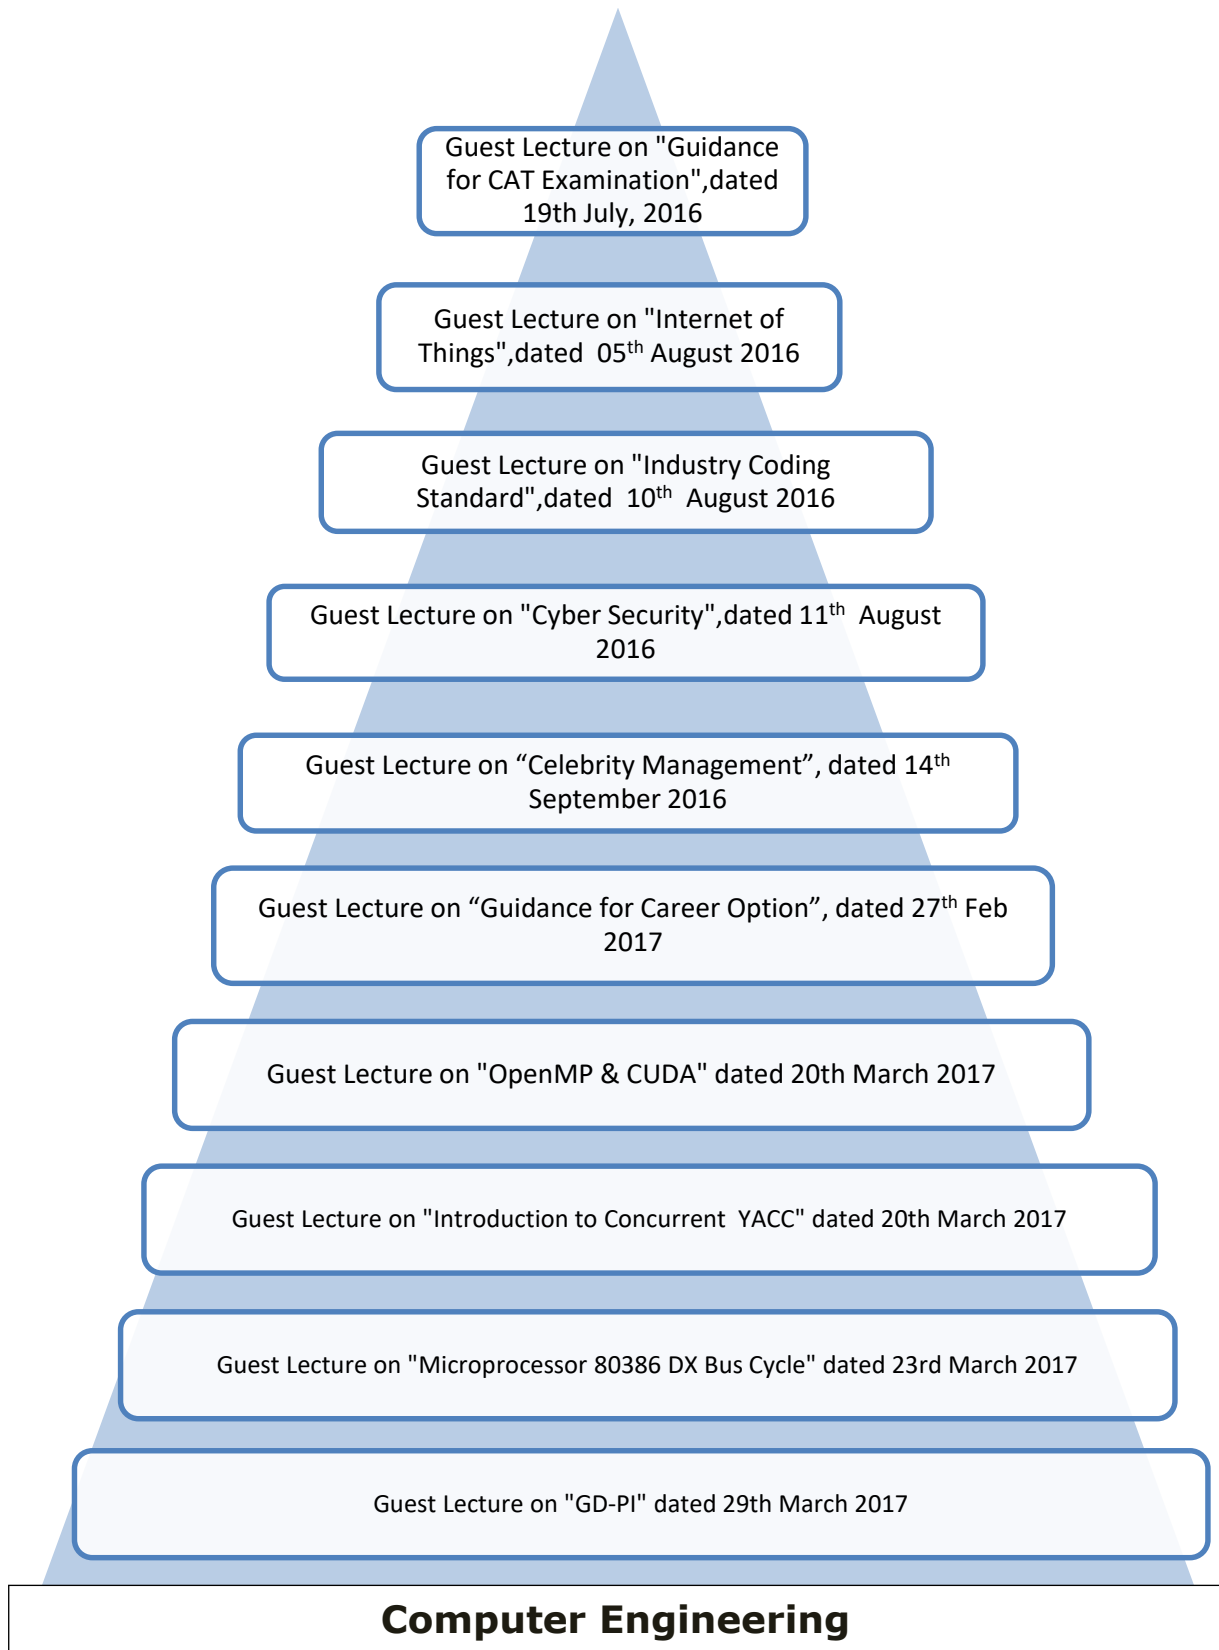 Guest Lecture on "Guidance
for CAT Examination",dated
19th July, 2016
Guest Lecture on "Internet of
Things",dated 05th August 2016
Guest Lecture on "Industry Coding
Standard",dated 10th August 2016
Guest Lecture on "Cyber Security",dated 11th August
2016
Guest Lecture on “Celebrity Management”, dated 14th
September 2016
Guest Lecture on “Guidance for Career Option”, dated 27th Feb
2017
Guest Lecture on "OpenMP & CUDA" dated 20th March 2017
Guest Lecture on "Introduction to Concurrent YACC" dated 20th March 2017
Guest Lecture on "Microprocessor 80386 DX Bus Cycle" dated 23rd March 2017
Guest Lecture on "GD-PI" dated 29th March 2017
Computer Engineering